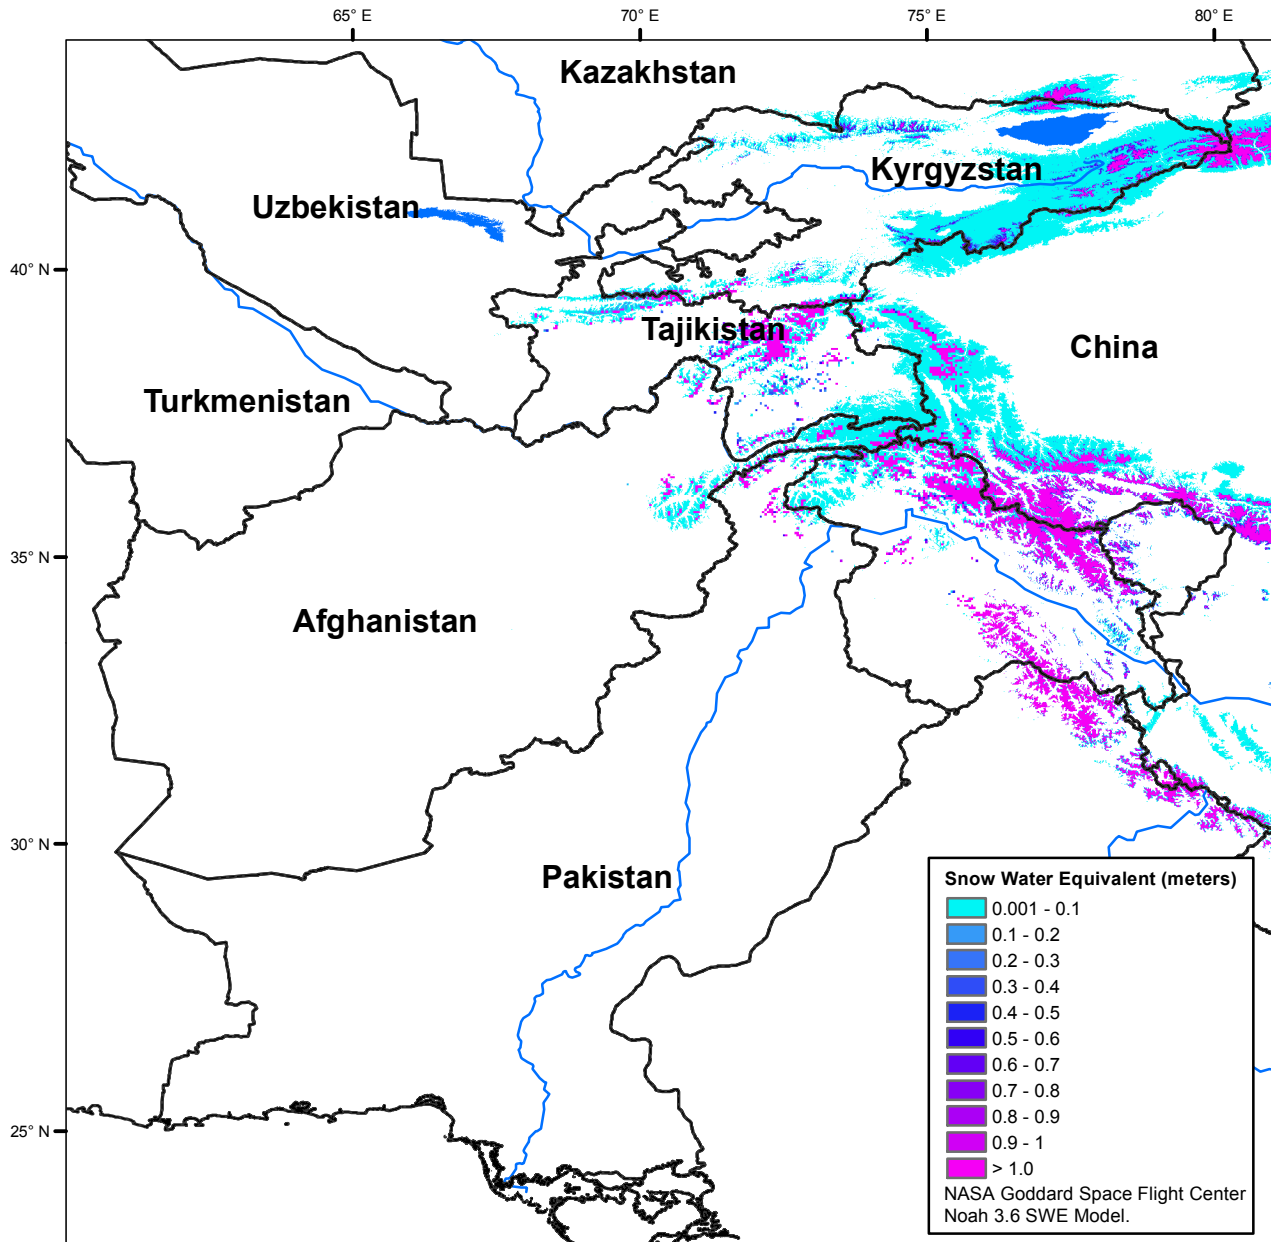 65° E
70° E
75° E
80° E
Kazakhstan
Kyrgyzstan
Uzbekistan
40° N
Tajikistan
China
Turkmenistan
35° N
Afghanistan
30° N
Pakistan
25° N
Snow Water Equivalent (meters)
0.001 - 0.1
0.1 - 0.2
0.2 - 0.3
0.3 - 0.4
0.4 - 0.5
0.5 - 0.6
0.6 - 0.7
0.7 - 0.8
0.8 - 0.9
0.9 - 1
> 1.0
NASA Goddard Space Flight Center
Noah 3.6 SWE Model.